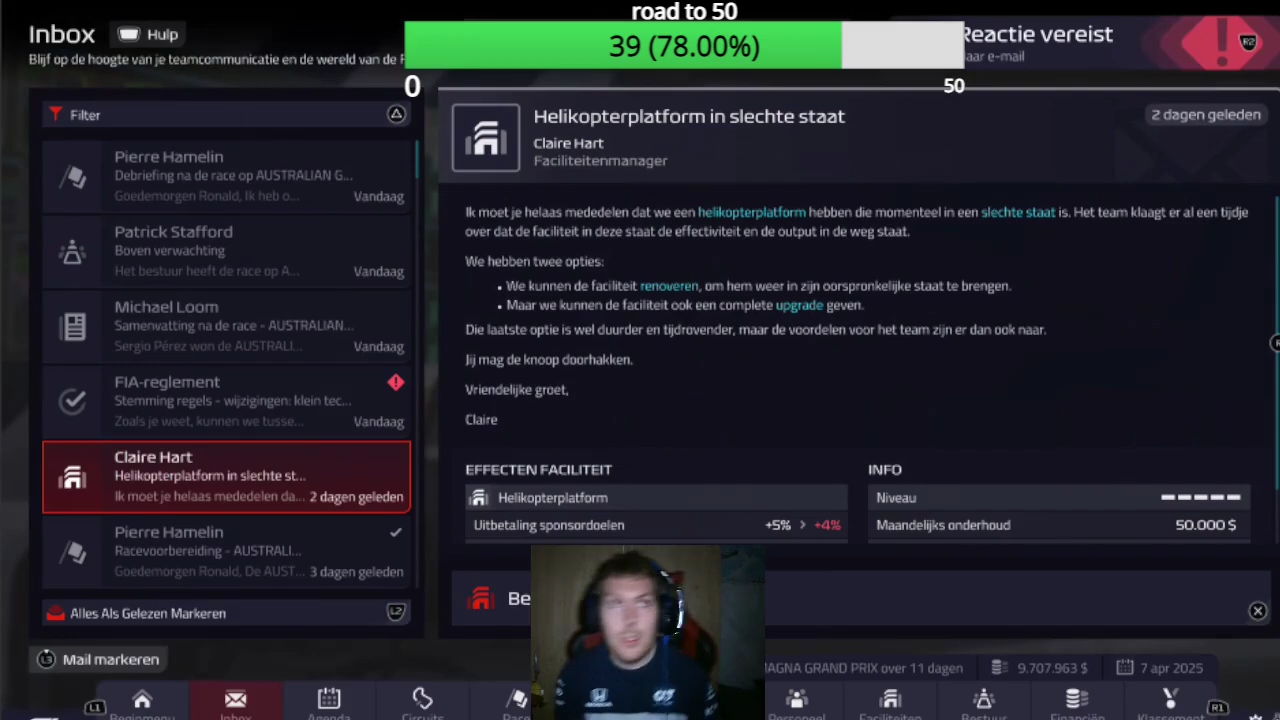 road to 50
39 (78.00%)
0
50
Inbox
Hulp
Blijf op de hoogte van je teamcommunicatie en de wereld van de F
Reactie vereist
aar e-mail
R2
Filter
Pierre Hamelin
Debriefing na de race op AUSTRALIAN G...
Goedemorgen Ronald, Ik heb o...
Vandaag
Patrick Stafford
Boven verwachting
Het bestuur heeft de race op A...
Vandaag
Michael Loom
Samenvatting na de race - AUSTRALIAN...
Sergio Pérez won de AUSTRALI...
Vandaag
FIA-reglement
Stemming regels - wijzigingen: klein tec...
Zoals je weet, kunnen we tusse...
Vandaag
Claire Hart
Helikopterplatform in slechte st...
Ik moet je helaas mededelen da...
2 dagen geleden
Pierre Hamelin
Racevoorbereiding - AUSTRALI...
Goedemorgen Ronald, De AUST...
3 dagen geleden
Alles Als Gelezen Markeren
L2
L3
Mail markeren
Helikopterplatform in slechte staat
2 dagen geleden
Claire Hart
Faciliteitenmanager
Ik moet je helaas mededelen dat we een helikopterplatform hebben die momenteel in een slechte staat is. Het team klaagt er al een tijdje
over dat de faciliteit in deze staat de effectiviteit en de output in de weg staat.
We hebben twee opties:
• We kunnen de faciliteit renoveren, om hem weer in zijn oorspronkelijke staat te brengen.
• Maar we kunnen de faciliteit ook een complete upgrade geven.
Die laatste optie is wel duurder en tijdrovender, maar de voordelen voor het team zijn er dan ook naar.
Jij mag de knoop doorhakken.
Vriendelijke groet,
Claire
EFFECTEN FACILITEIT
Helikopterplatform
Uitbetaling sponsordoelen
+5% > +4%
INFO
Niveau
Maandelijks onderhoud
50.000 $
Be
MAGNA GRAND PRIX over 11 dagen
9.707.963 $
7 apr 2025
L1
Beginmenu
Inbox
Agenda
Circuits
Race
Personeel
Faciliteiten
Bestuur
Financiën
Klassemen
R1